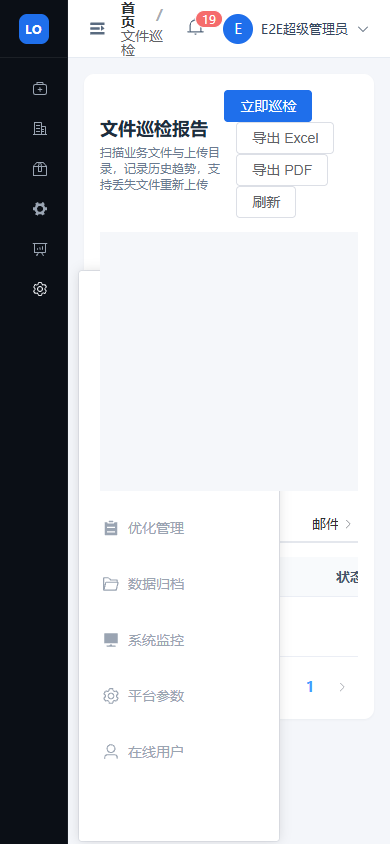 LO
首页 /
文件巡检
19
E
E2E超级管理员
文件巡检报告
扫描业务文件与上传目
录，记录历史趋势，支
持丢失文件重新上传
立即巡检
导出 Excel
导出 PDF
刷新
优化管理
数据归档
系统监控
平台参数
在线用户
邮件
状态
1